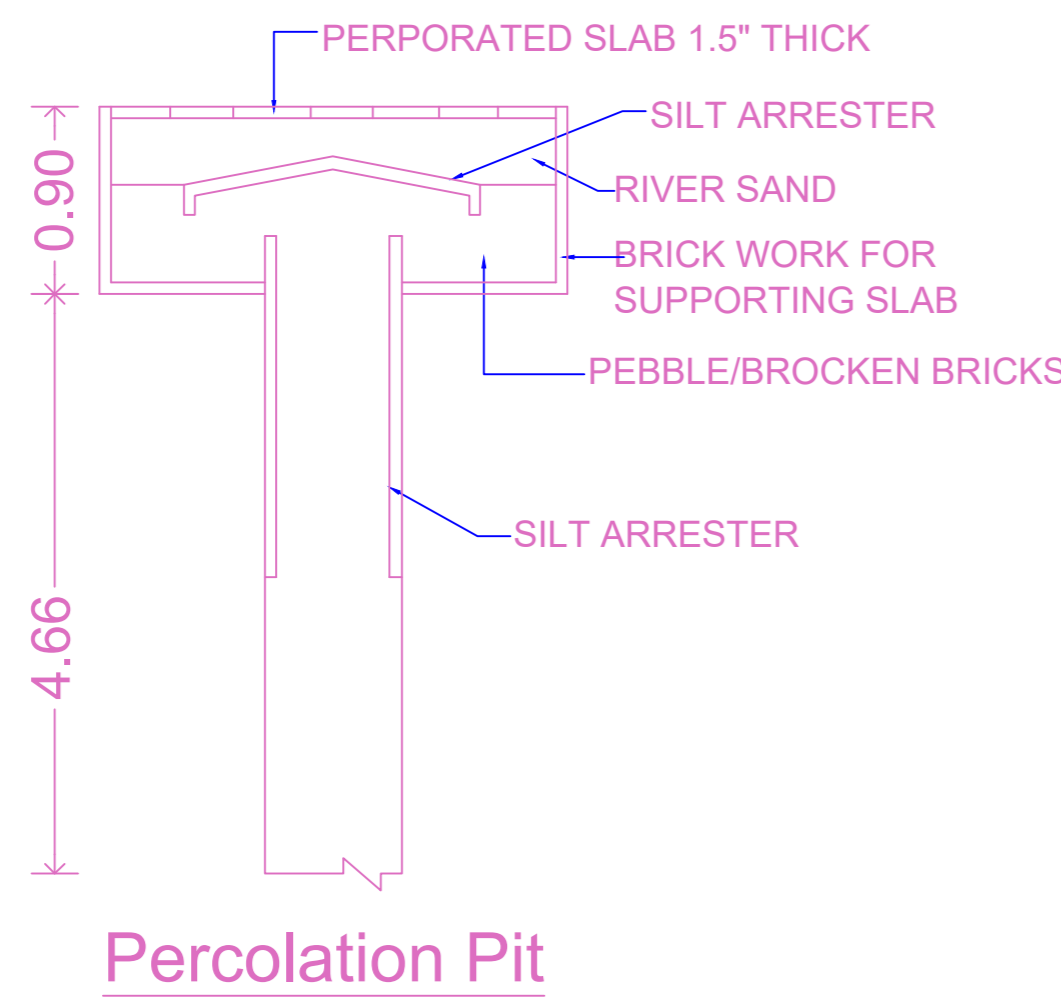 PERPORATED SLAB 1.5" THICK
SILT ARRESTER
0.90
RIVER SAND
BRICK WORK FOR
SUPPORTING SLAB
PEBBLE/BROCKEN BRICKS
SILT ARRESTER
4.66
Percolation Pit